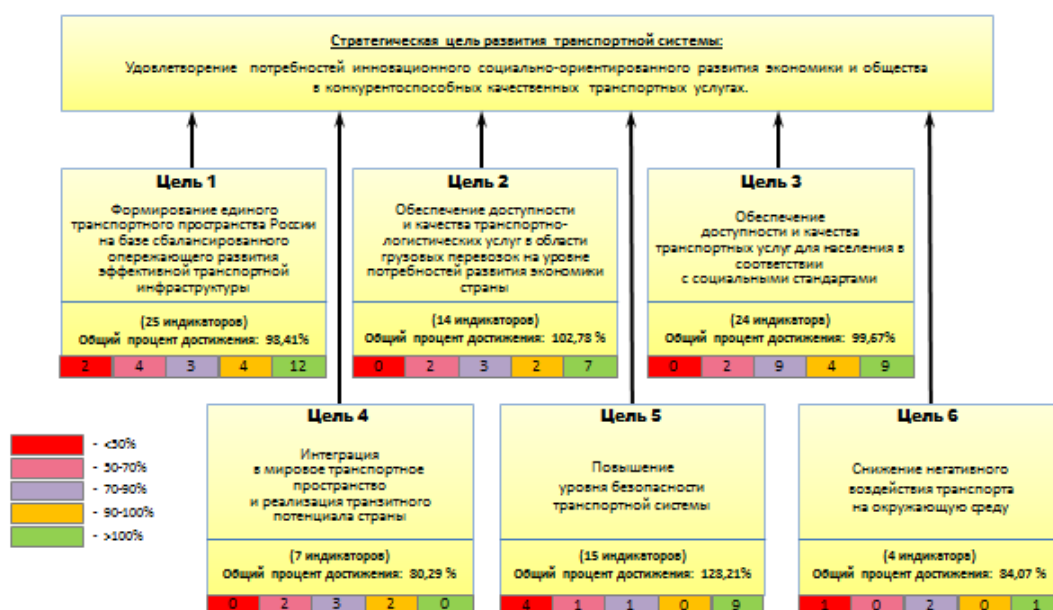 Стратегическая цель развития транспортной системы:
Удовлетворение потребностей инновационного социально-ориентированного развития экономики и общества
в конкурентоспособных качественных транспортных услугах.
Цель 1
Формирование единого
транспортного пространства России
на базе сбалансированного
опережающего развития
эффективной транспортной
инфраструктуры
(25 индикаторов)
Общий процент достижения: 98,41%
2 4 3 4 12
Цель 2
Обеспечение доступности
и качества транспортно-
логистических услуг в области
грузовых перевозок на уровне
потребностей развития экономики
страны
(14 индикаторов)
Общий процент достижения: 102,78 %
0 2 3 2 7
Цель 3
Обеспечение
доступности и качества
транспортных услуг для населения в
соответствии
с социальными стандартами
(24 индикаторов)
Общий процент достижения: 99,67%
0 2 9 4 9
- <50%
- 50-70%
- 70-90%
- 90-100%
- >100%
Цель 4
Интеграция
в мировое транспортное
пространство
и реализация транзитного
потенциала страны
(7 индикаторов)
Общий процент достижения: 80,29 %
0 2 3 2 0
Цель 5
Повышение
уровня безопасности
транспортной системы
(15 индикаторов)
Общий процент достижения: 128,21%
4 1 1 0 9
Цель 6
Снижение негативного
воздействия транспорта
на окружающую среду
(4 индикатора)
Общий процент достижения: 84,07 %
1 0 2 0 1